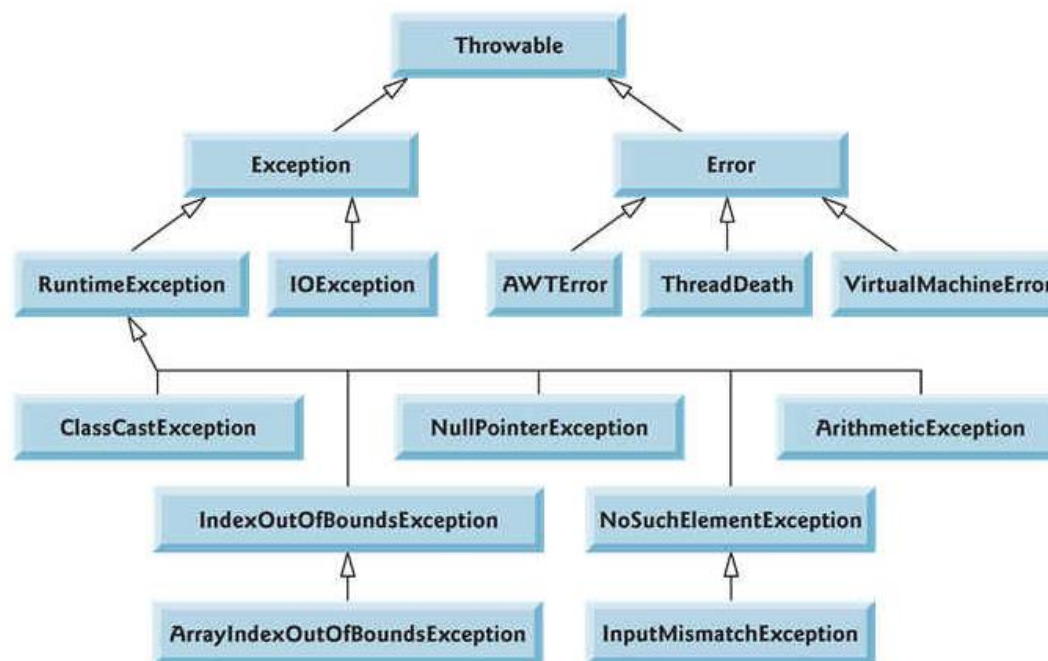 Throwable
Exception
Error
RuntimeException
IOException
AWTError
ThreadDeath
VirtualMachineError
ClassCastException
NullPointerException
ArithmeticException
IndexOutOfBoundsException
NoSuchElementException
ArrayIndexOutOfBoundsException
InputMismatchException